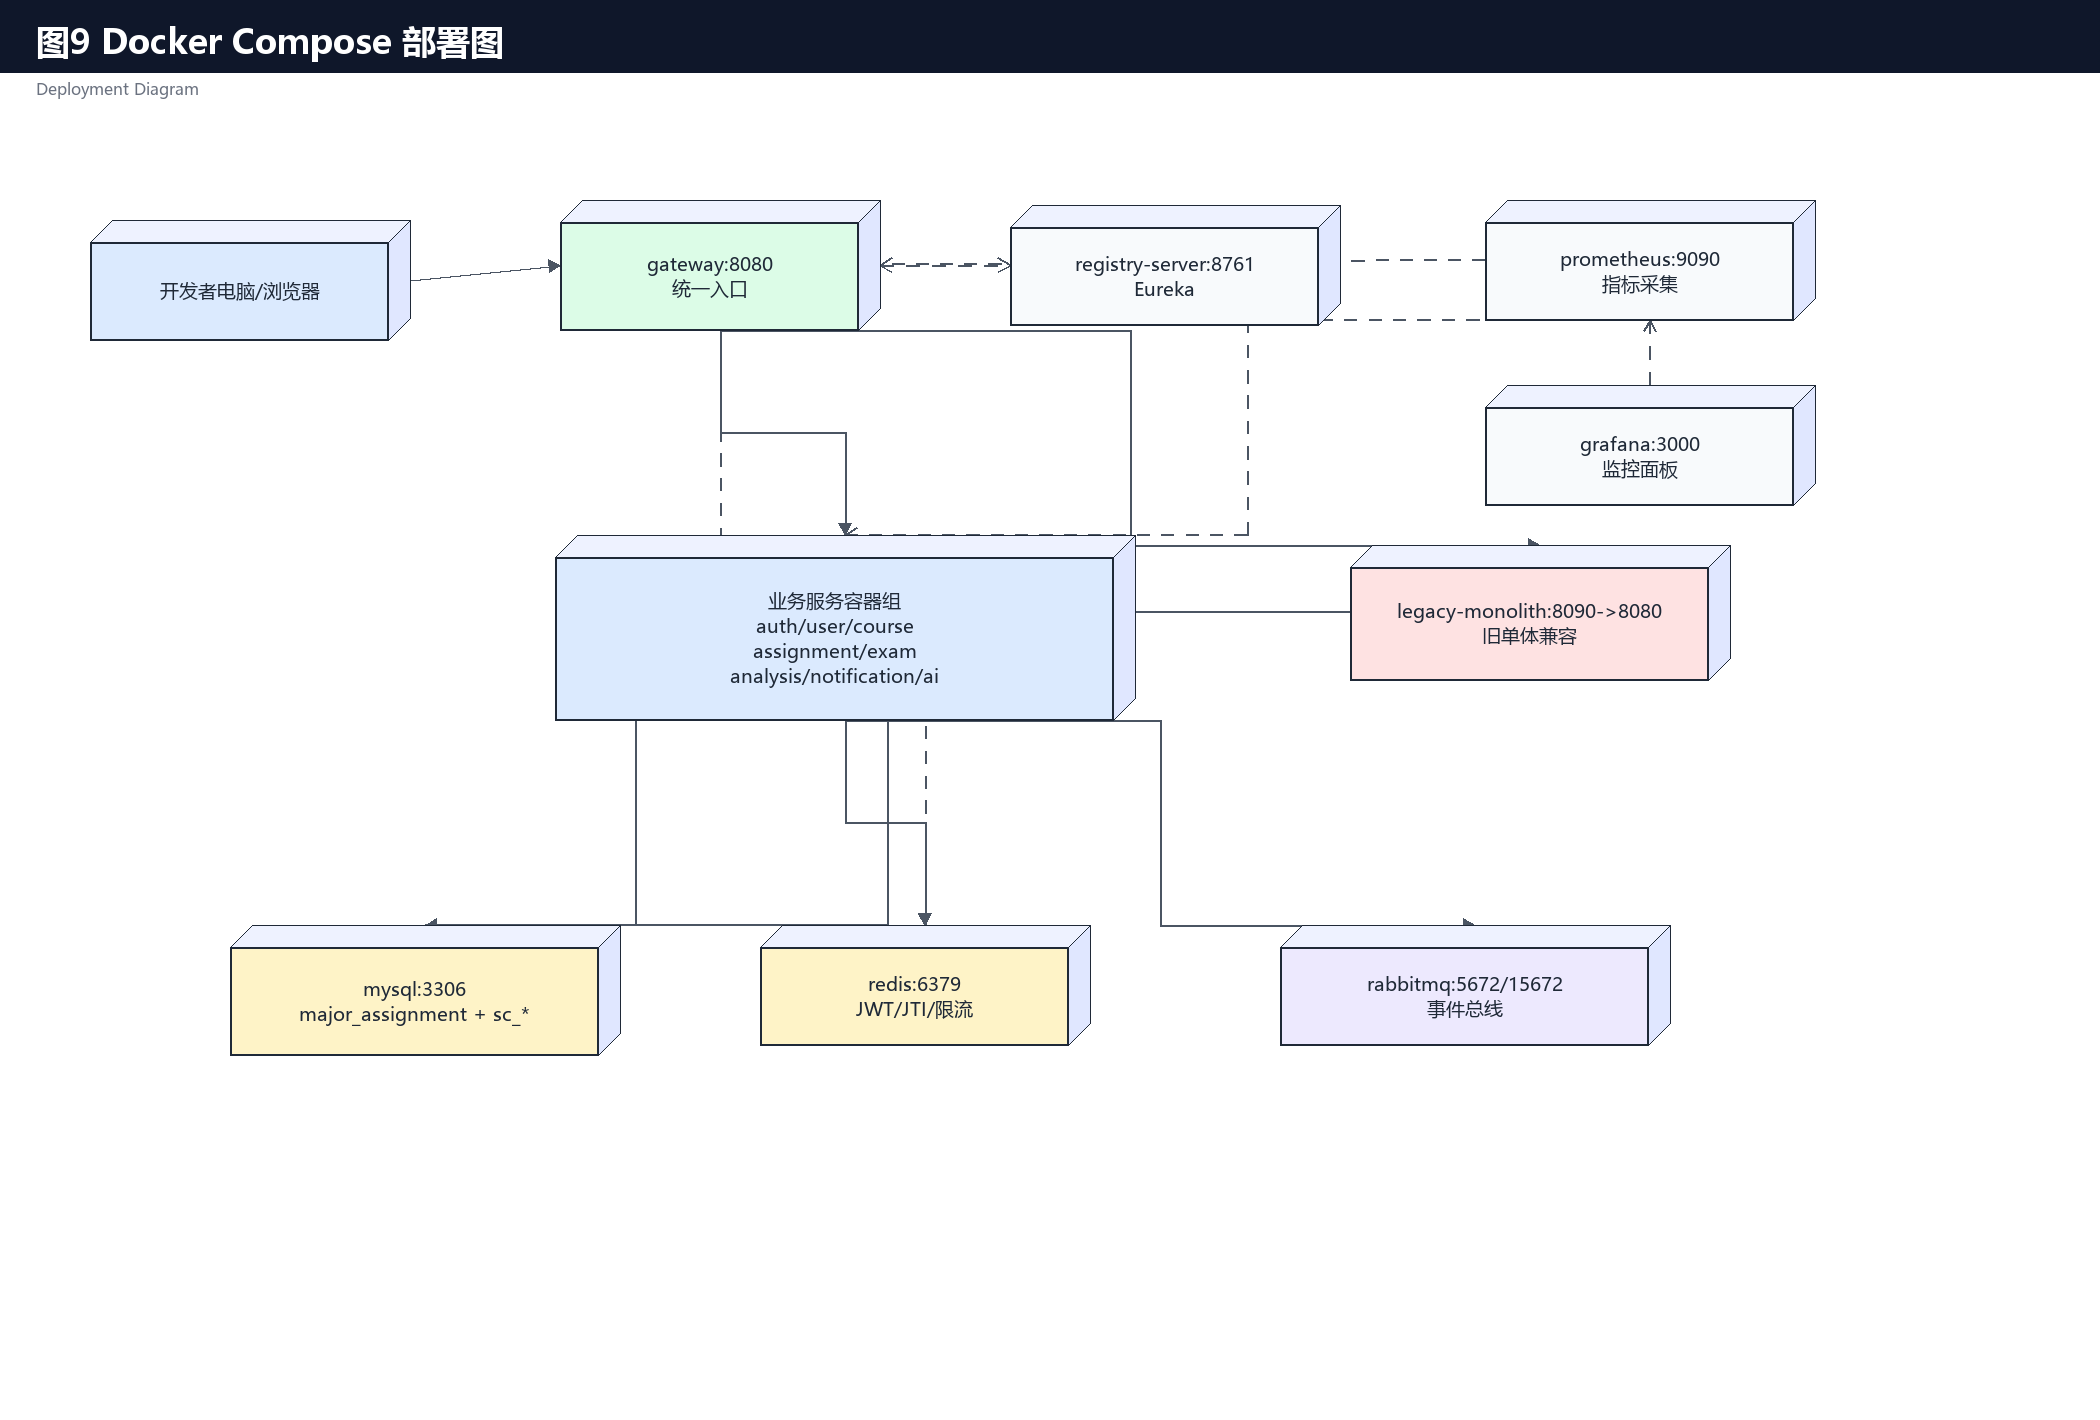 图9 Docker Compose 部署图
Deployment Diagram
开发者电脑/浏览器
gateway:8080
统一入口
registry-server:8761
Eureka
prometheus:9090
指标采集
grafana:3000
监控面板
业务服务容器组
auth/user/course
assignment/exam
analysis/notification/ai
legacy-monolith:8090->8080
旧单体兼容
mysql:3306
major_assignment + sc_*
redis:6379
JWT/JTI/限流
rabbitmq:5672/15672
事件总线